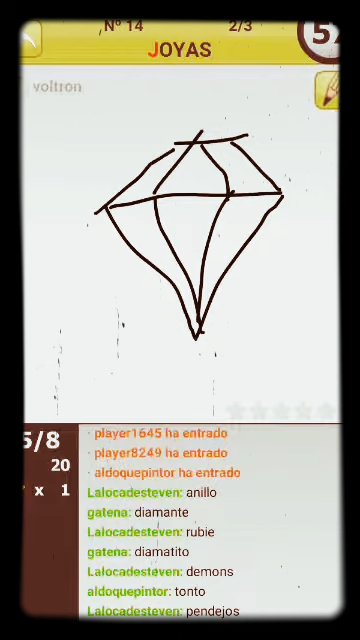 Nº 14
2/3
JOYAS
voltron
5/8
20
x 1
player1645 ha entrado
player8249 ha entrado
aldoquepintor ha entrado
Lalocadesteven: anillo
gatena: diamante
Lalocadesteven: rubie
gatena: diamatito
Lalocadesteven: demons
aldoquepintor: tonto
Lalocadesteven: pendejos